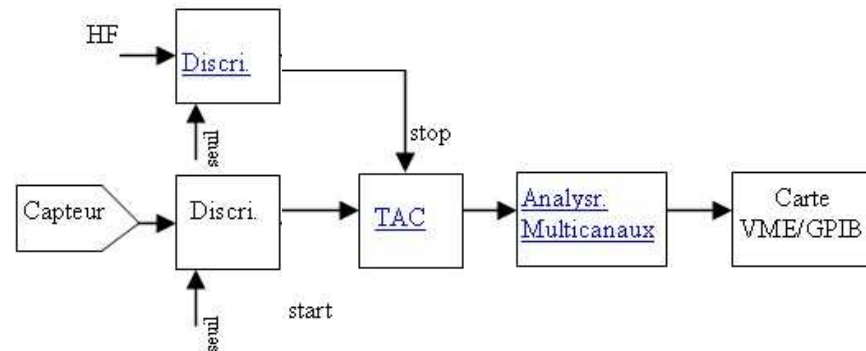 HF
Discri.
seuil
stop
Capteur
Discri.
TAC
Analysr.
Multicanaux
Carte
VME/GPIB
seuil
start